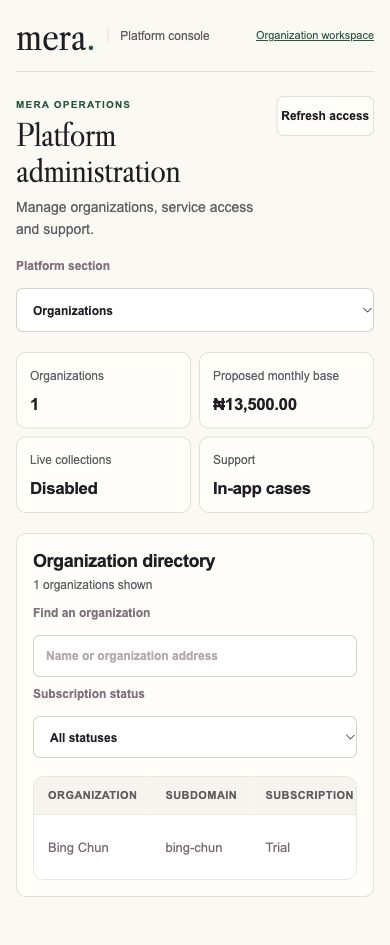 mera.
Platform console
Organization workspace
MERA OPERATIONS
Refresh access
Platform
administration
Manage organizations, service access
and support.
Platform section
Organizations
Organizations
1
Proposed monthly base
₦13,500.00
Live collections
Disabled
Support
In-app cases
Organization directory
1 organizations shown
Find an organization
Name or organization address
Subscription status
All statuses
ORGANIZATION SUBDOMAIN SUBSCRIPTION
Bing Chun bing-chun Trial